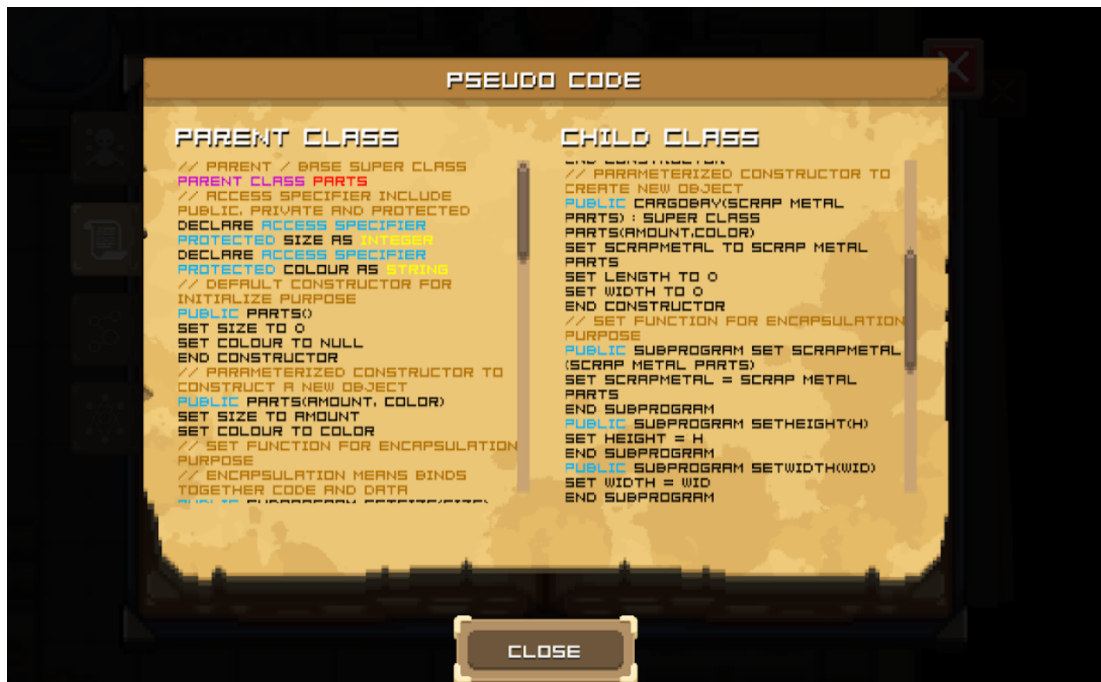 PSEUDO CODE
PARENT CLASS
// PARENT / BASE SUPER CLASS
PARENT CLASS PARTS
// ACCESS SPECIFIER INCLUDE
PUBLIC, PRIVATE AND PROTECTED
DECLARE ACCESS SPECIFIER
PROTECTED SIZE AS INTEGER
DECLARE ACCESS SPECIFIER
PROTECTED COLOUR AS STRING
// DEFAULT CONSTRUCTOR FOR
INITIALIZE PURPOSE
PUBLIC PARTS()
SET SIZE TO 0
SET COLOUR TO NULL
END CONSTRUCTOR
// PARAMETERIZED CONSTRUCTOR TO
CONSTRUCT A NEW OBJECT
PUBLIC PARTS(AMOUNT, COLOR)
SET SIZE TO AMOUNT
SET COLOUR TO COLOR
// SET FUNCTION FOR ENCAPSULATION
PURPOSE
// ENCAPSULATION MEANS BINDS
TOGETHER CODE AND DATA
CHILD CLASS
END CONSTRUCTOR
// PARAMETERIZED CONSTRUCTOR TO
CREATE NEW OBJECT
PUBLIC CARGOBAY(SCRAP METAL
PARTS) : SUPER CLASS
PARTS(AMOUNT,COLOR)
SET SCRAPMETAL TO SCRAP METAL
PARTS
SET LENGTH TO 0
SET WIDTH TO 0
END CONSTRUCTOR
// SET FUNCTION FOR ENCAPSULATION
PURPOSE
PUBLIC SUBPROGRAM SET SCRAPMETAL
(SCRAP METAL PARTS)
SET SCRAPMETAL = SCRAP METAL
PARTS
END SUBPROGRAM
PUBLIC SUBPROGRAM SETHEIGHT(H)
SET HEIGHT = H
END SUBPROGRAM
PUBLIC SUBPROGRAM SETWIDTH(WID)
SET WIDTH = WID
END SUBPROGRAM
CLOSE